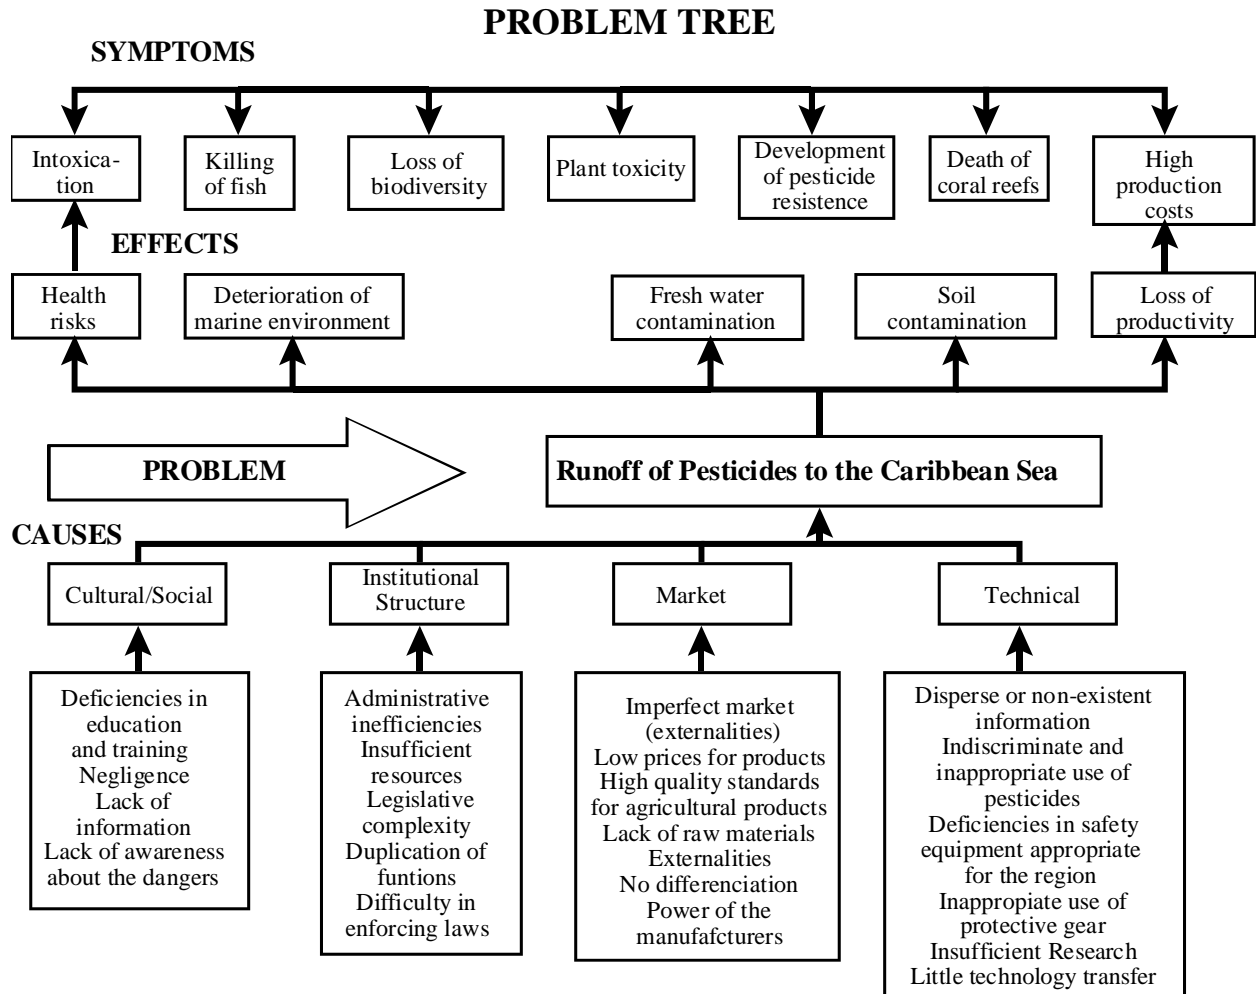 PROBLEM TREE
SYMPTOMS
Intoxica-
tion
Killing
of fish
Loss of
biodiversity
Plant toxicity
Development
of pesticide
resistence
Death of
coral reefs
High
production
costs
EFFECTS
Health
risks
Deterioration of
marine environment
Fresh water
contamination
Soil
contamination
Loss of
productivity
PROBLEM
Runoff of Pesticides to the Caribbean Sea
CAUSES
Cultural/Social
Institutional
Structure
Market
Technical
Deficiencies in
education
and training
Negligence
Lack of
information
Lack of awareness
about the dangers
Administrative
inefficiencies
Insufficient
resources
Legislative
complexity
Duplication of
funtions
Difficulty in
enforcing laws
Imperfect market
(externalities)
Low prices for products
High quality standards
for agricultural products
Lack of raw materials
Externalities
No differenciation
Power of the
manufafcturers
Disperse or non-existent
information
Indiscriminate and
inappropriate use of
pesticides
Deficiencies in safety
equipment appropriate
for the region
Inappropiate use of
protective gear
Insufficient Research
Little technology transfer